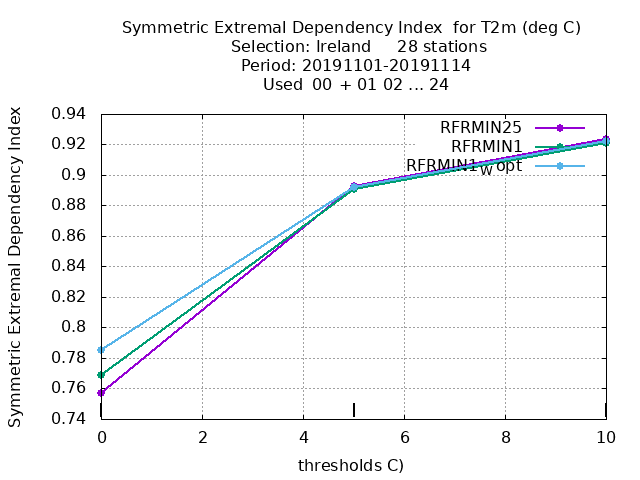 Symmetric Extremal Dependency Index  for T2m (deg C)
Selection: Ireland     28 stations
Period: 20191101-20191114
Used  00  + 01 02 ... 24
Symmetric Extremal Dependency Index
0.94
0.92
0.9
0.88
0.86
0.84
0.82
0.8
0.78
0.76
0.74
RFRMIN25
RFRMIN1
RFRMIN1wopt
0 2 4 6 8 10
thresholds C)